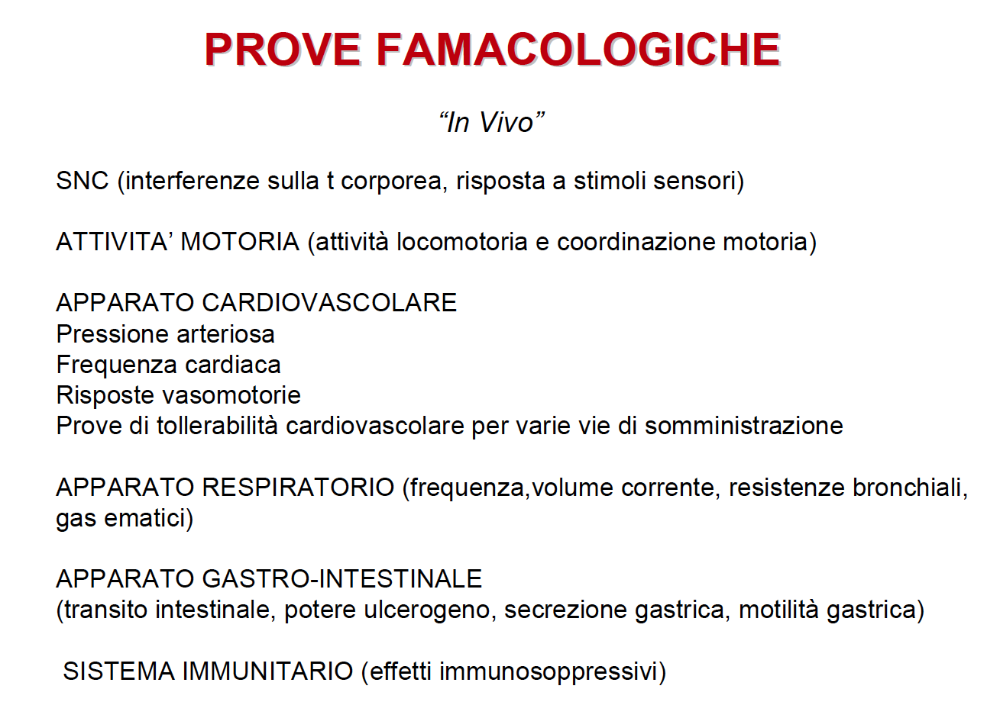 PROVE FAMACOLOGICHE
“In Vivo”
SNC (interferenze sulla t corporea, risposta a stimoli sensori)
ATTIVITA’ MOTORIA (attività locomotoria e coordinazione motoria)
APPARATO CARDIOVASCOLARE
Pressione arteriosa
Frequenza cardiaca
Risposte vasomotorie
Prove di tollerabilità cardiovascolare per varie vie di somministrazione
APPARATO RESPIRATORIO (frequenza,volume corrente, resistenze bronchiali,
gas ematici)
APPARATO GASTRO-INTESTINALE
(transito intestinale, potere ulcerogeno, secrezione gastrica, motilità gastrica)
SISTEMA IMMUNITARIO (effetti immunosoppressivi)